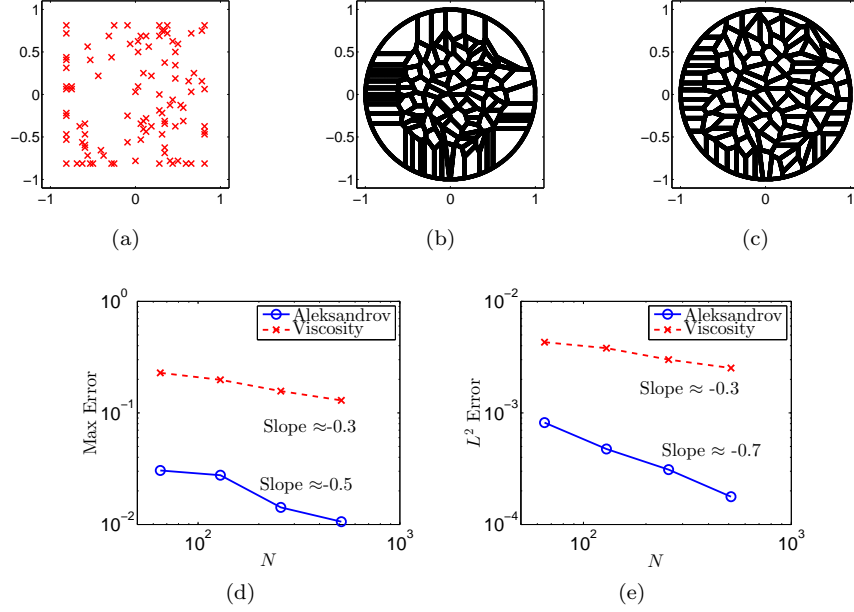 1
0.5
0
−0.5
−1
−1 0 1
(a)
1
0.5
0
−0.5
−1
−1 0 1
(b)
1
0.5
0
−0.5
−1
−1 0 1
(c)
Max Error
10^0
10^-1
10^-2
Aleksandrov
Viscosity
Slope ≈-0.3
Slope ≈-0.5
10^2 10^3
N
(d)
L^2 Error
10^-2
10^-3
10^-4
Aleksandrov
Viscosity
Slope ≈ -0.3
Slope ≈ -0.7
10^2 10^3
N
(e)